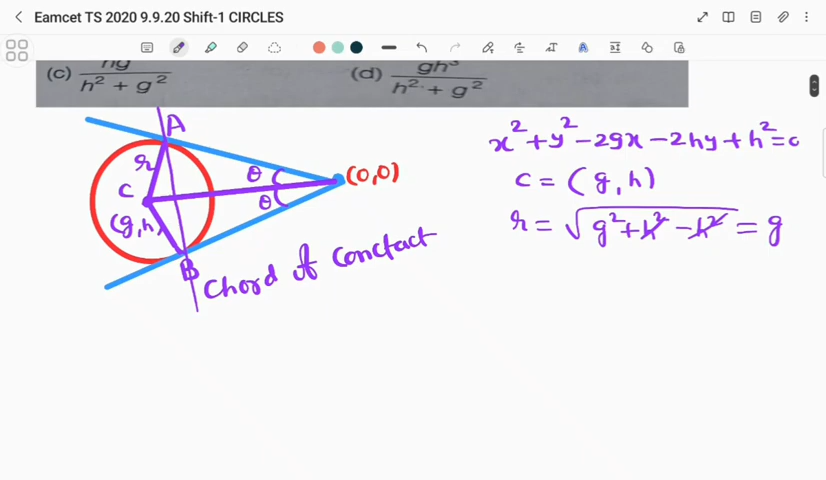 Eamcet TS 2020 9.9.20 Shift-1 CIRCLES
(c) hg / h² + g²
(d) gh³ / h² + g²
A
r
θ
(0,0)
C
θ
(g,h)
B
Chord of Contact
x² + y² - 2gx - 2hy + h² = 0
C = (g, h)
r = √g² + h² - h² = g